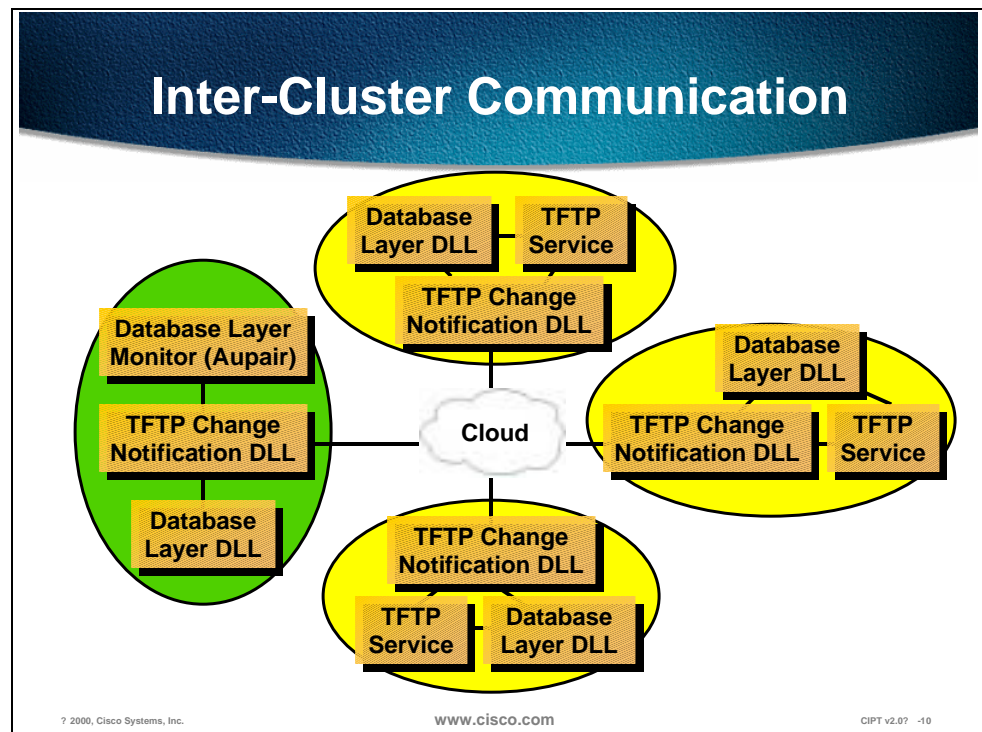 Inter-Cluster Communication
Database
Layer DLL
TFTP
Service
TFTP Change
Notification DLL
Database Layer
Monitor (Aupair)
TFTP Change
Notification DLL
Database
Layer DLL
Cloud
Database
Layer DLL
TFTP Change
Notification DLL
TFTP
Service
TFTP Change
Notification DLL
TFTP
Service
Database
Layer DLL
? 2000, Cisco Systems, Inc.
www.cisco.com
CIPT v2.0? -10